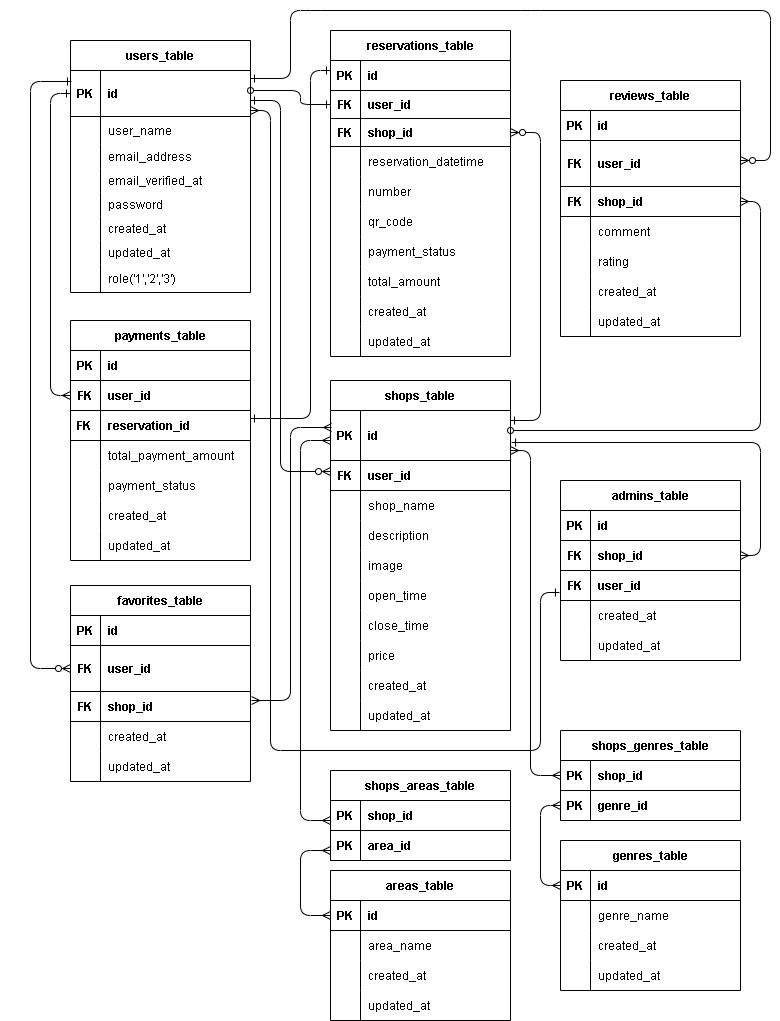 users_table
PK id
user_name
email_address
email_verified_at
password
created_at
updated_at
role('1','2','3')
payments_table
PK id
FK user_id
FK reservation_id
total_payment_amount
payment_status
created_at
updated_at
favorites_table
PK id
FK user_id
FK shop_id
created_at
updated_at
reservations_table
PK id
FK user_id
FK shop_id
reservation_datetime
number
qr_code
payment_status
total_amount
created_at
updated_at
shops_table
PK id
FK user_id
shop_name
description
image
open_time
close_time
price
created_at
updated_at
shops_areas_table
PK shop_id
PK area_id
areas_table
PK id
area_name
created_at
updated_at
reviews_table
PK id
FK user_id
FK shop_id
comment
rating
created_at
updated_at
admins_table
PK id
FK shop_id
FK user_id
created_at
updated_at
shops_genres_table
PK shop_id
PK genre_id
genres_table
PK id
genre_name
created_at
updated_at